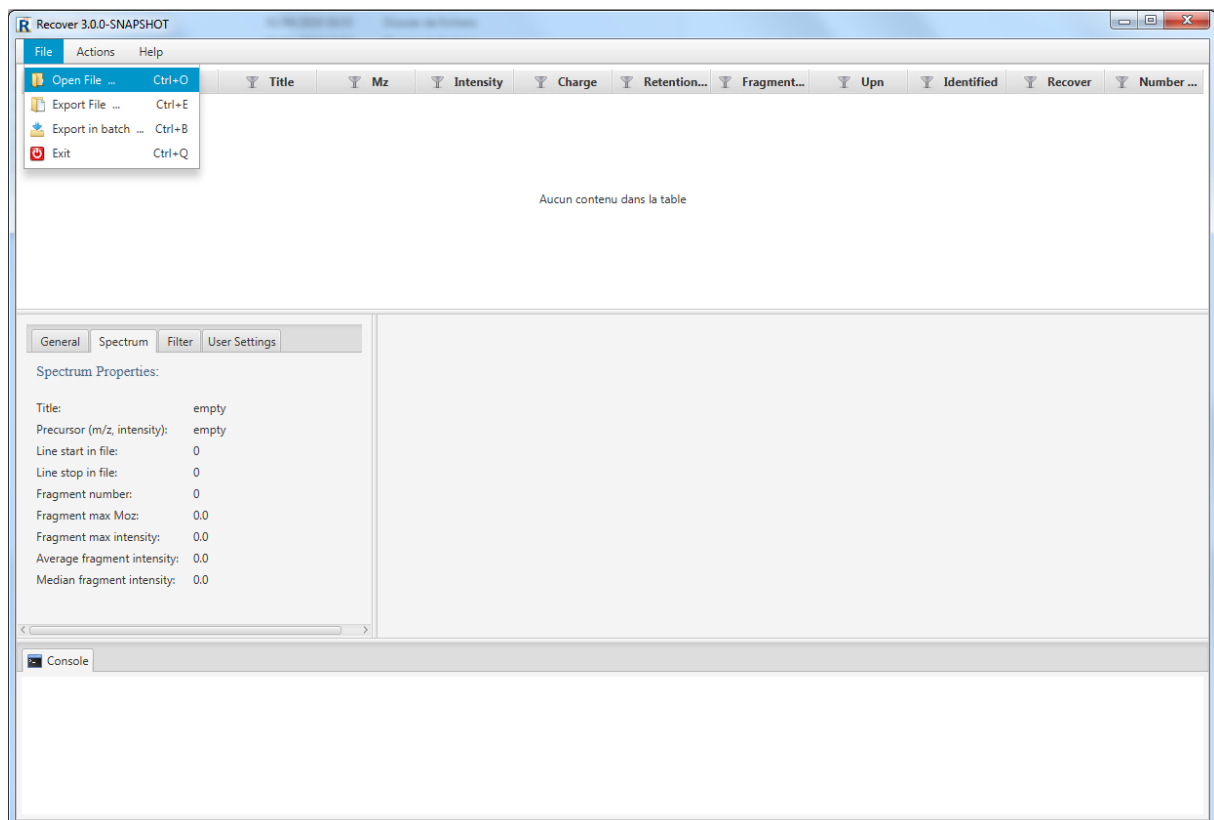 Recover 3.0.0-SNAPSHOT
File Actions Help
Open File ... Ctrl+O
Export File ... Ctrl+E
Export in batch ... Ctrl+B
Exit Ctrl+Q
Title Mz Intensity Charge Retention... Fragment... Upn Identified Recover Number ...
Aucun contenu dans la table
General Spectrum Filter User Settings
Spectrum Properties:
Title: empty
Precursor (m/z, intensity): empty
Line start in file: 0
Line stop in file: 0
Fragment number: 0
Fragment max Moz: 0.0
Fragment max intensity: 0.0
Average fragment intensity: 0.0
Median fragment intensity: 0.0
Console